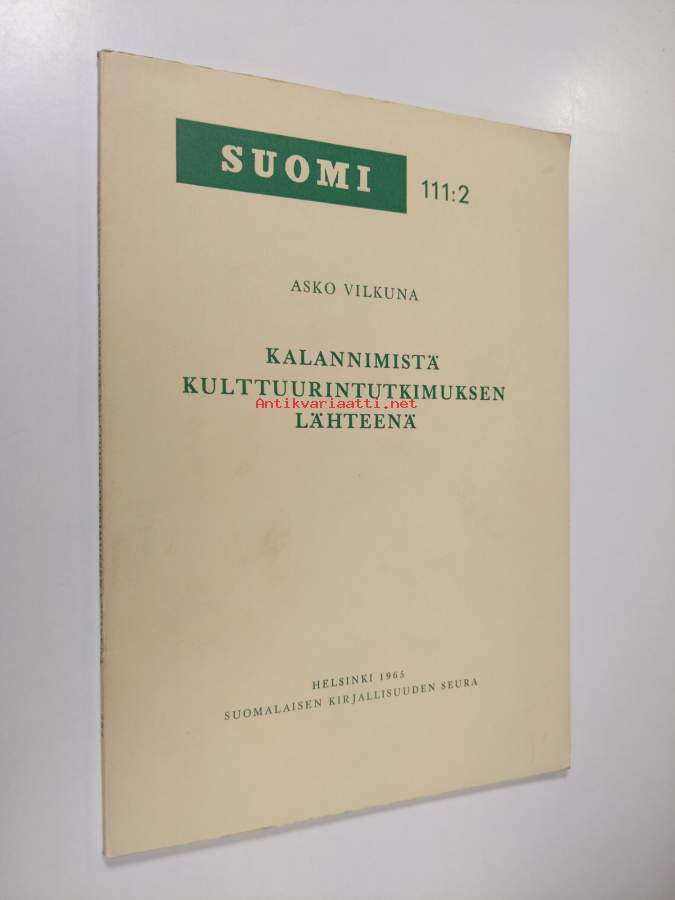 SUOMI
111:2
ASKO VILKUNA
KALANNIMISTÄ
KULTTUURINTUTKIMUKSEN
Antikvariaatti.net
LÄHTEENÄ
HELSINKI 1965
SUOMALAISEN KIRJALLISUUDEN SEURA